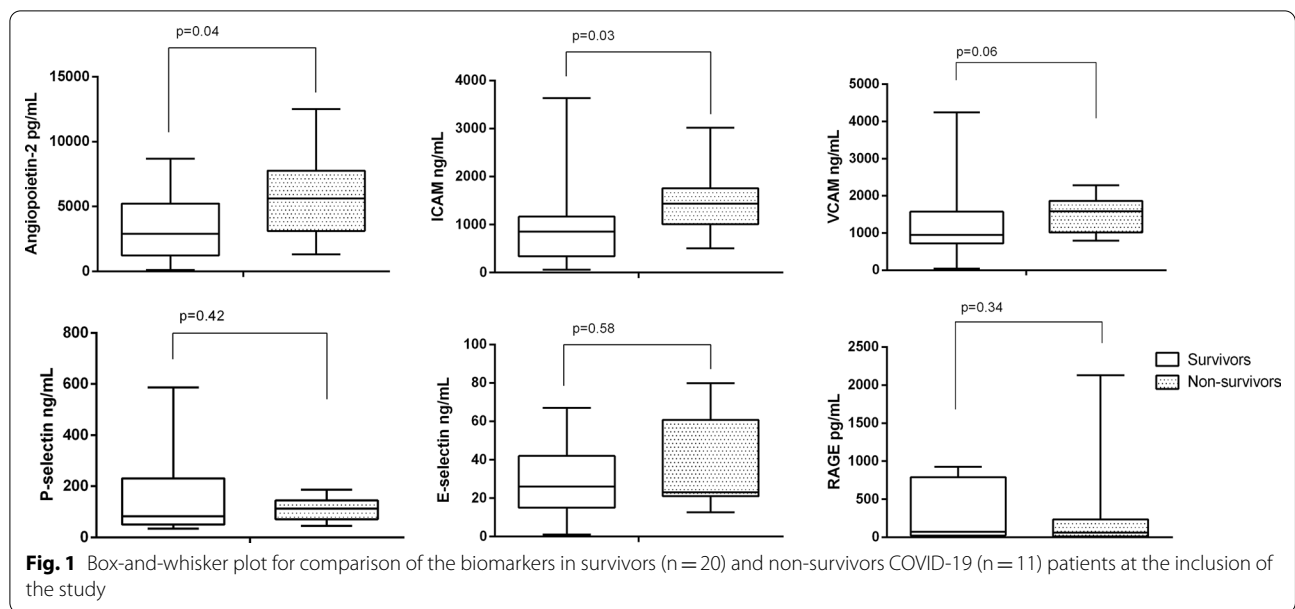 p=0.04
Angiopoietin-2 pg/mL
15000
10000
5000
0
p=0.03
ICAM ng/mL
4000
3000
2000
1000
0
p=0.06
VCAM ng/mL
5000
4000
3000
2000
1000
0
p=0.42
P-selectin ng/mL
800
600
400
200
0
p=0.58
E-selectin ng/mL
100
80
60
40
20
0
p=0.34
RAGE pg/mL
2500
2000
1500
1000
500
0
Survivors
Non-survivors
Fig. 1 Box-and-whisker plot for comparison of the biomarkers in survivors (n = 20) and non-survivors COVID-19 (n = 11) patients at the inclusion of
the study